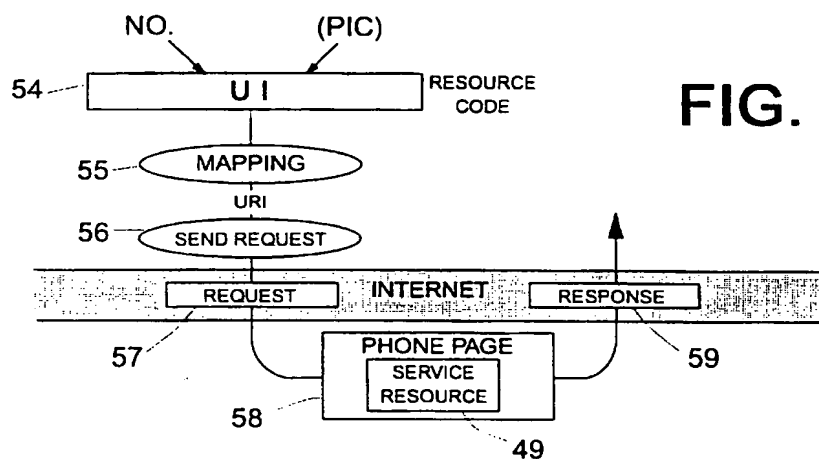 NO.
(PIC)
54
U I
RESOURCE
CODE
FIG.
55
MAPPING
URI
56
SEND REQUEST
REQUEST
INTERNET
RESPONSE
57
59
PHONE PAGE
SERVICE
RESOURCE
58
49